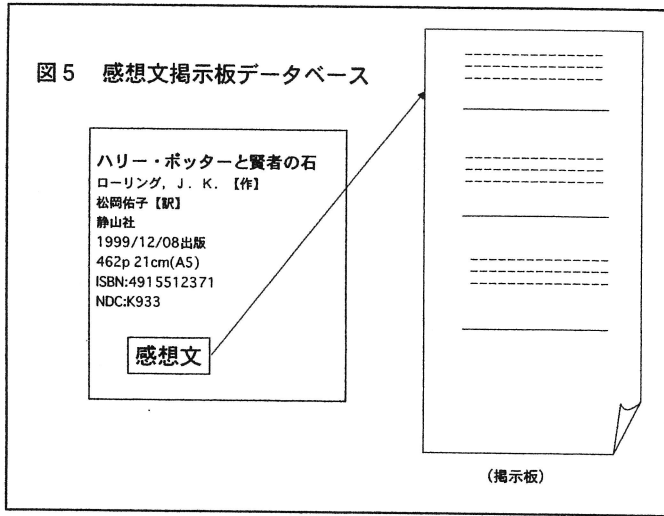 図5 感想文掲示板データベース
ハリー・ポッターと賢者の石
ローリング, J. K. 【作】
松岡佑子【訳】
静山社
1999/12/08出版
462p 21cm(A5)
ISBN:4915512371
NDC:K933
感想文
(掲示板)